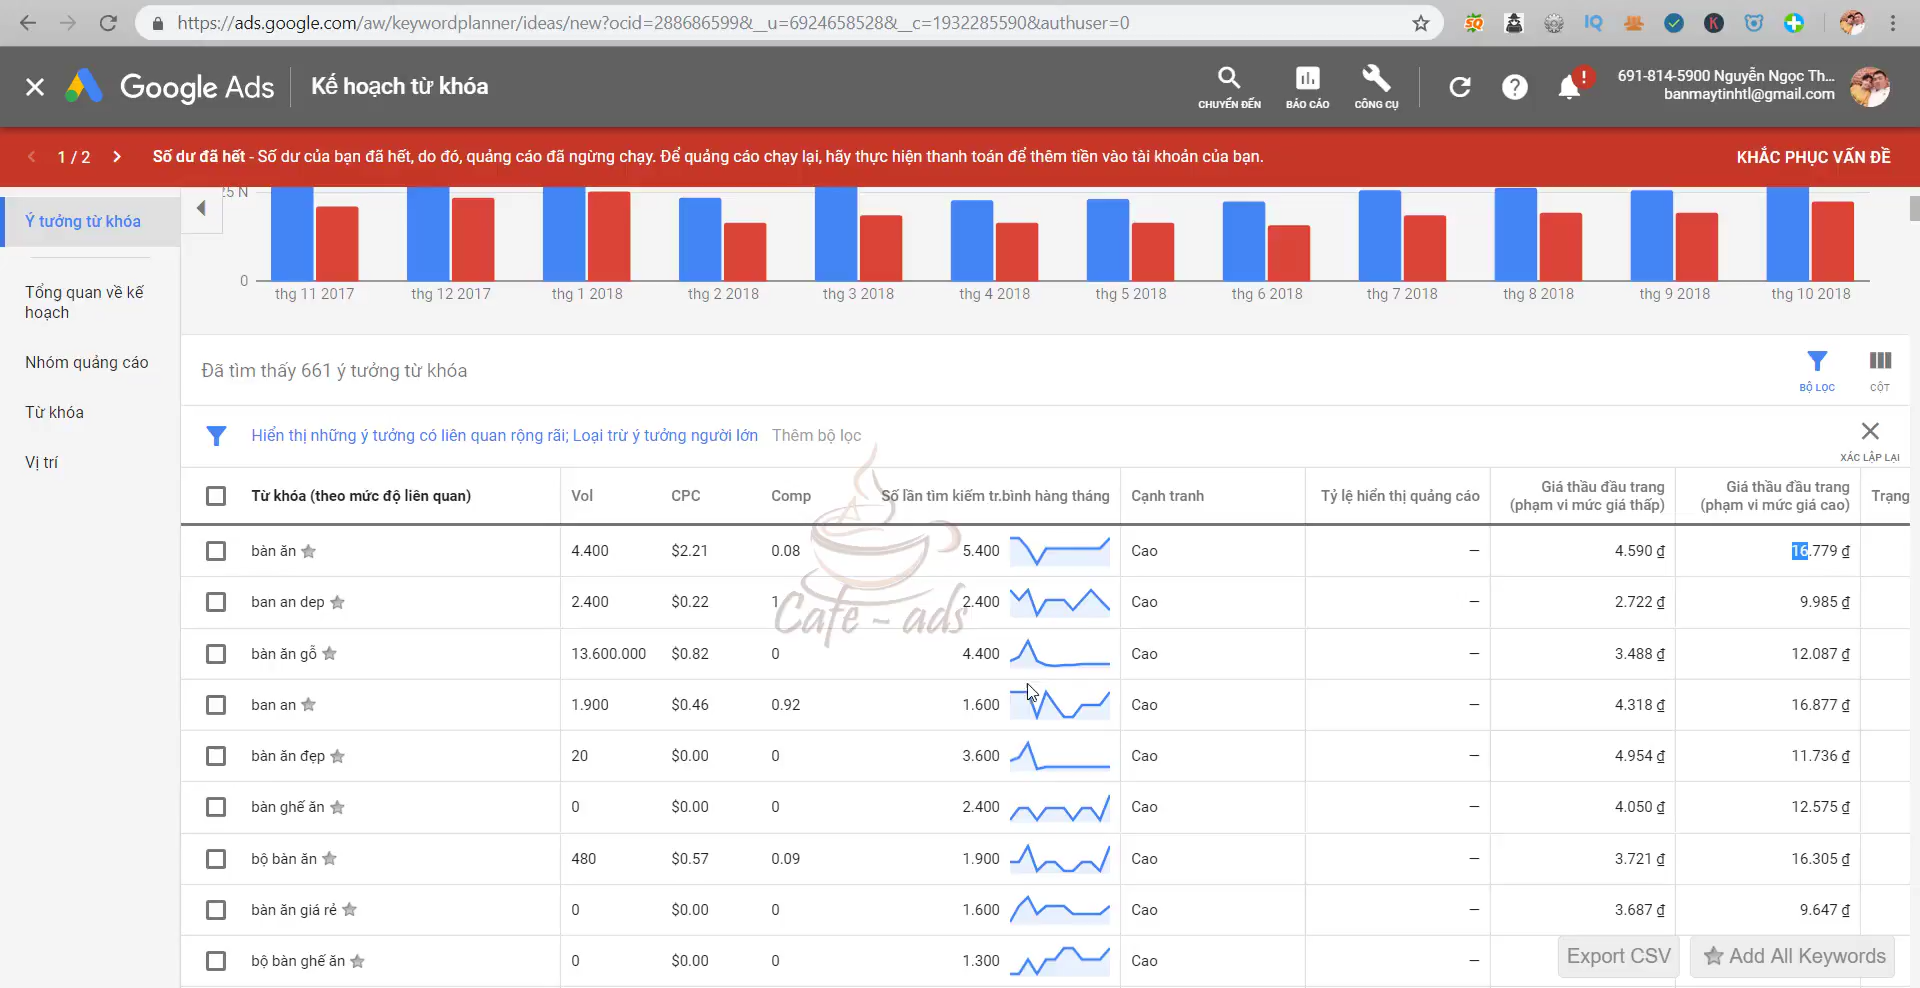 https://ads.google.com/aw/keywordplanner/ideas/new?ocid=288686599&__u=6924658528&__c=1932285590&authuser=0
Google Ads
Kế hoạch từ khóa
CHUYỂN ĐẾN
BÁO CÁO
CÔNG CỤ
691-814-5900 Nguyễn Ngọc Th...
banmaytinhtl@gmail.com
1 / 2
Số dư đã hết - Số dư của bạn đã hết, do đó, quảng cáo đã ngừng chạy. Để quảng cáo chạy lại, hãy thực hiện thanh toán để thêm tiền vào tài khoản của bạn.
KHẮC PHỤC VẤN ĐỀ
Ý tưởng từ khóa
Tổng quan về kế
hoạch
Nhóm quảng cáo
Từ khóa
Vị trí
25 N
0
thg 11 2017 thg 12 2017 thg 1 2018 thg 2 2018 thg 3 2018 thg 4 2018 thg 5 2018 thg 6 2018 thg 7 2018 thg 8 2018 thg 9 2018 thg 10 2018
Đã tìm thấy 661 ý tưởng từ khóa
BỘ LỌC
CỘT
Hiển thị những ý tưởng có liên quan rộng rãi; Loại trừ ý tưởng người lớn Thêm bộ lọc
XÁC LẬP LẠI
Từ khóa (theo mức độ liên quan) Vol CPC Comp Số lần tìm kiếm tr.bình hàng tháng Cạnh tranh Tỷ lệ hiển thị quảng cáo Giá thầu đầu trang (phạm vi mức giá thấp) Giá thầu đầu trang (phạm vi mức giá cao) Trạng
bàn ăn 4.400 $2.21 0.08 5.400 Cao – 4.590 ₫ 16.779 ₫
ban an dep 2.400 $0.22 1 2.400 Cao – 2.722 ₫ 9.985 ₫
bàn ăn gỗ 13.600.000 $0.82 0 4.400 Cao – 3.488 ₫ 12.087 ₫
ban an 1.900 $0.46 0.92 1.600 Cao – 4.318 ₫ 16.877 ₫
bàn ăn đẹp 20 $0.00 0 3.600 Cao – 4.954 ₫ 11.736 ₫
bàn ghế ăn 0 $0.00 0 2.400 Cao – 4.050 ₫ 12.575 ₫
bộ bàn ăn 480 $0.57 0.09 1.900 Cao – 3.721 ₫ 16.305 ₫
bàn ăn giá rẻ 0 $0.00 0 1.600 Cao – 3.687 ₫ 9.647 ₫
bộ bàn ghế ăn 0 $0.00 0 1.300 Cao –
Export CSV
Add All Keywords
Cafe - ads